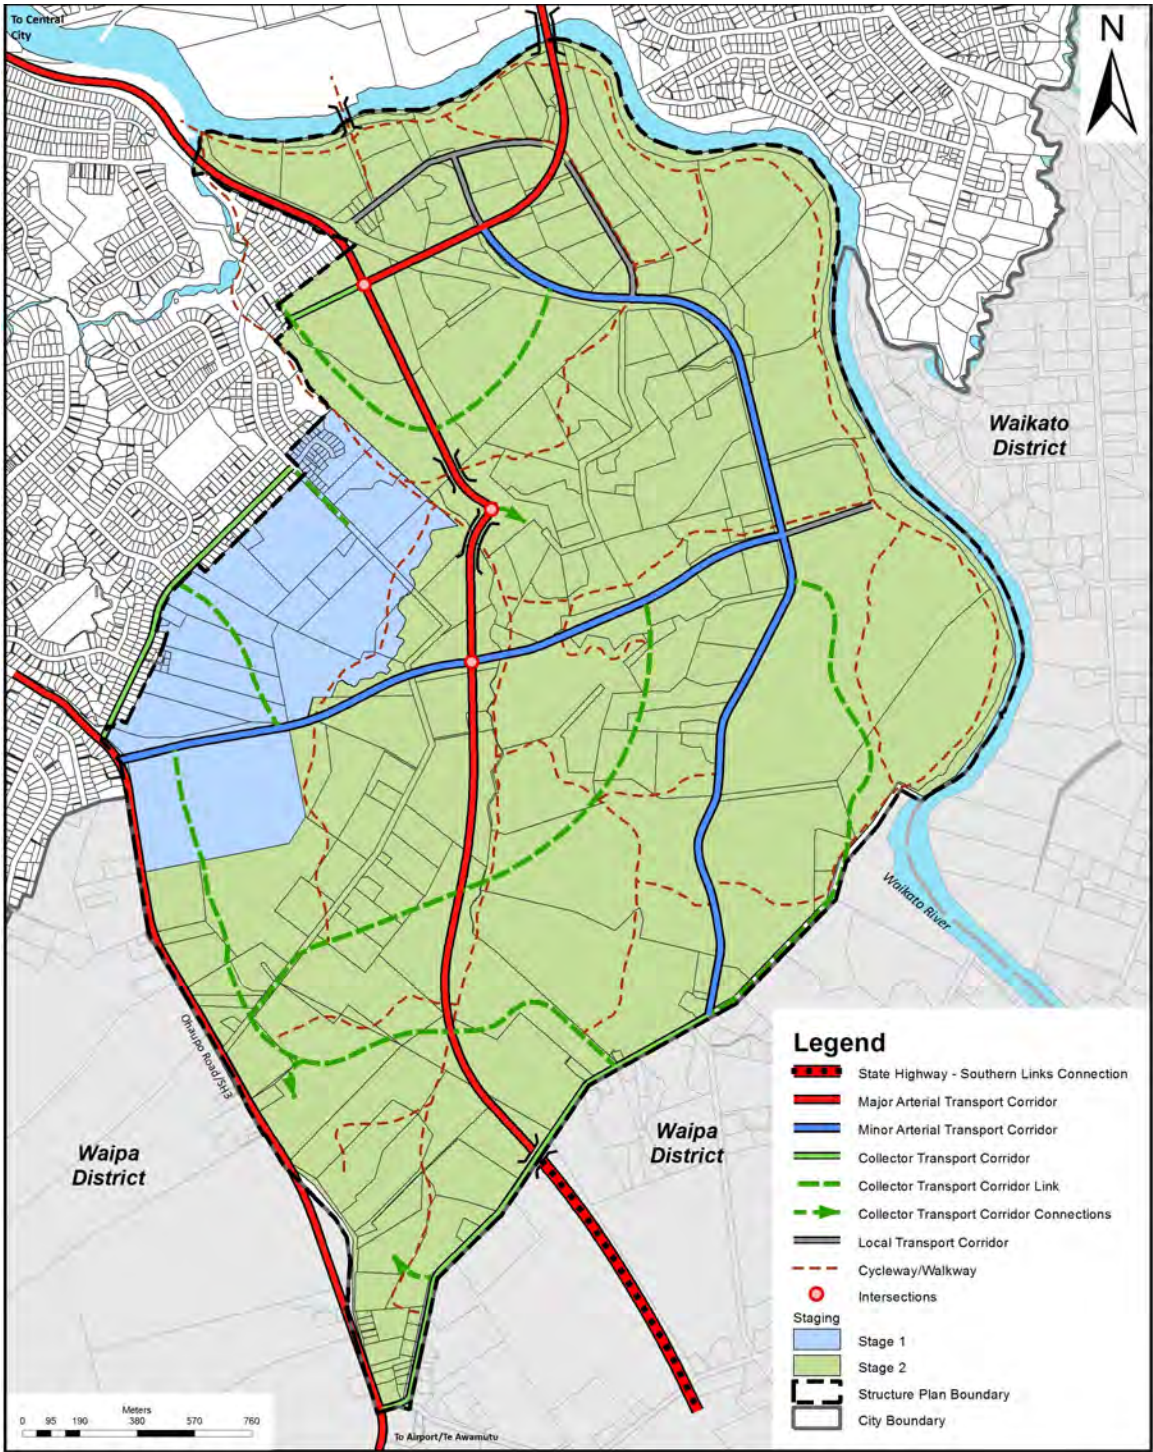 To Central
City
N
Waikato
District
Waikato River
Ohaupo Road/SH3
Waipa
District
Waipa
District
To Airport/Te Awamutu
Meters
0 95 190 380 570 760
Legend
State Highway - Southern Links Connection
Major Arterial Transport Corridor
Minor Arterial Transport Corridor
Collector Transport Corridor
Collector Transport Corridor Link
Collector Transport Corridor Connections
Local Transport Corridor
Cycleway/Walkway
Intersections
Staging
Stage 1
Stage 2
Structure Plan Boundary
City Boundary